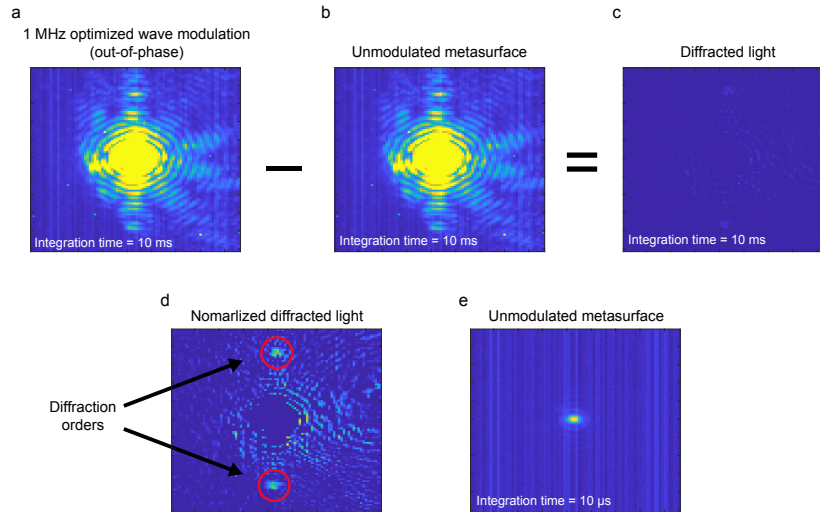 a
1 MHz optimized wave modulation
(out-of-phase)
Integration time = 10 ms
b
Unmodulated metasurface
Integration time = 10 ms
c
Diffracted light
Integration time = 10 ms
d
Nomarlized diffracted light
Diffraction
orders
e
Unmodulated metasurface
Integration time = 10 µs